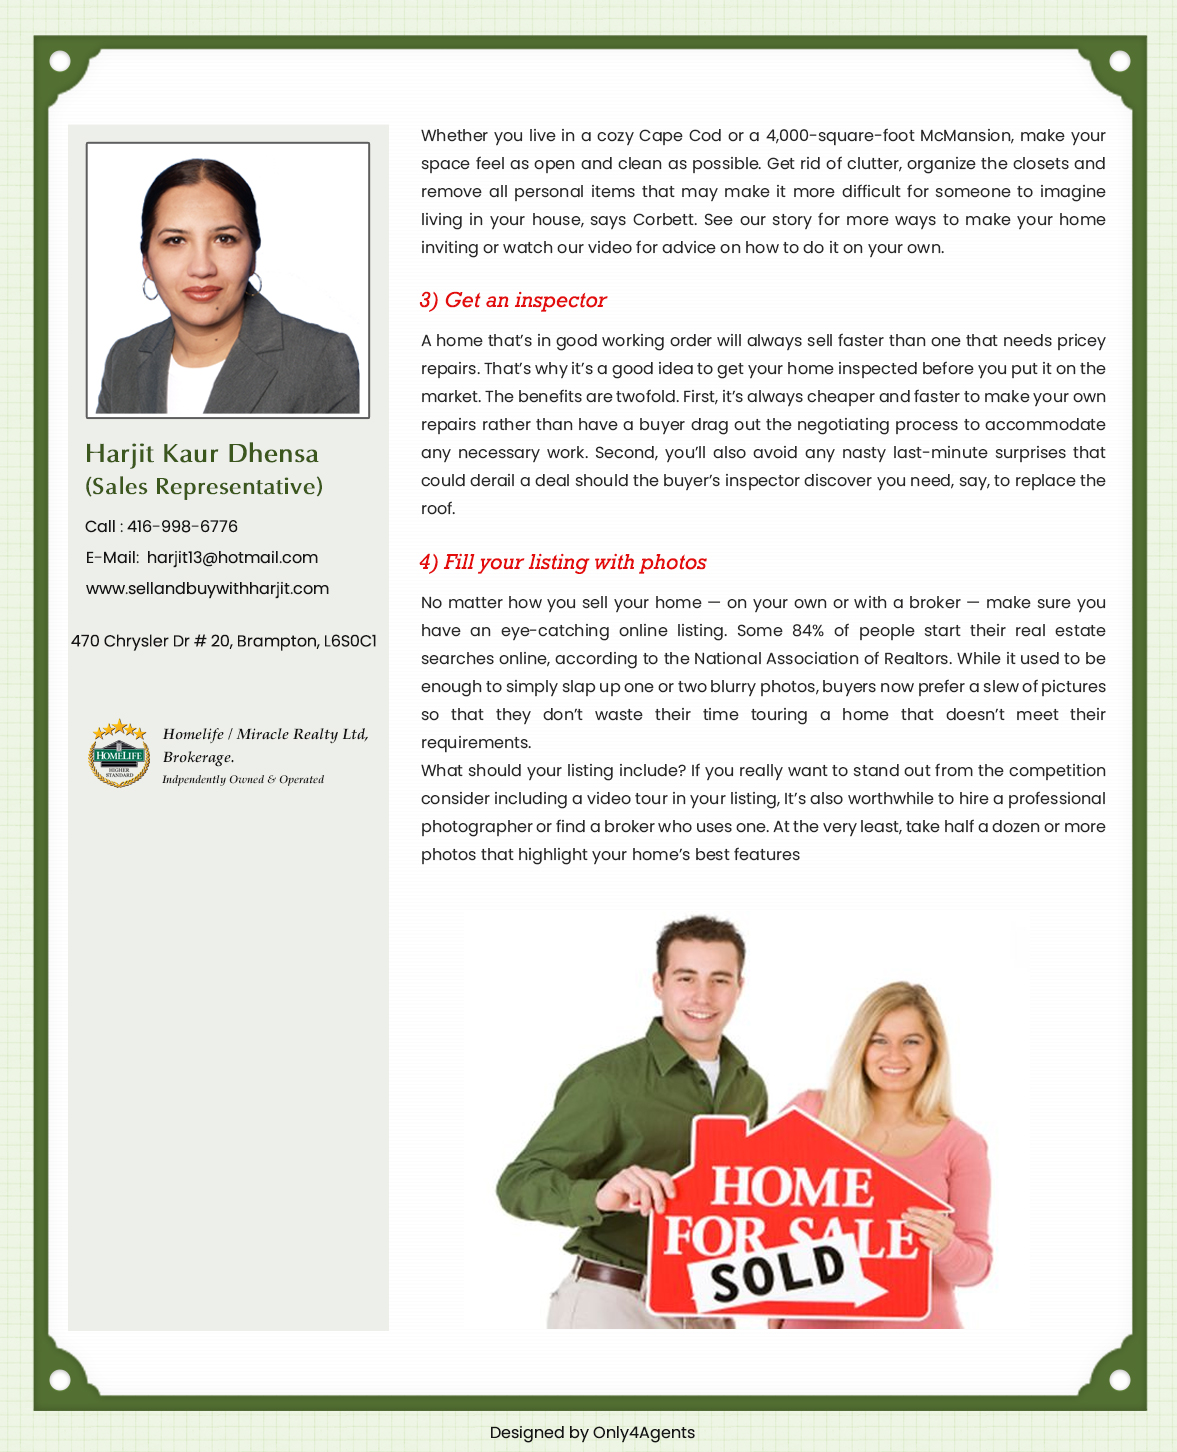 Harjit Kaur Dhensa
(Sales Representative)
Call : 416-998-6776
E-Mail:  harjit13@hotmail.com
www.sellandbuywithharjit.com
470 Chrysler Dr # 20, Brampton, L6S0C1
HOMELIFE
HIGHER
STANDARD
Homelife / Miracle Realty Ltd,
Brokerage.
Indpendently Owned & Operated
Whether you live in a cozy Cape Cod or a 4,000-square-foot McMansion, make your
space feel as open and clean as possible. Get rid of clutter, organize the closets and
remove all personal items that may make it more difficult for someone to imagine
living in your house, says Corbett. See our story for more ways to make your home
inviting or watch our video for advice on how to do it on your own.
3) Get an inspector
A home that’s in good working order will always sell faster than one that needs pricey
repairs. That’s why it’s a good idea to get your home inspected before you put it on the
market. The benefits are twofold. First, it’s always cheaper and faster to make your own
repairs rather than have a buyer drag out the negotiating process to accommodate
any necessary work. Second, you’ll also avoid any nasty last-minute surprises that
could derail a deal should the buyer’s inspector discover you need, say, to replace the
roof.
4) Fill your listing with photos
No matter how you sell your home — on your own or with a broker — make sure you
have an eye-catching online listing. Some 84% of people start their real estate
searches online, according to the National Association of Realtors. While it used to be
enough to simply slap up one or two blurry photos, buyers now prefer a slew of pictures
so that they don’t waste their time touring a home that doesn’t meet their
requirements.
What should your listing include? If you really want to stand out from the competition
consider including a video tour in your listing, It’s also worthwhile to hire a professional
photographer or find a broker who uses one. At the very least, take half a dozen or more
photos that highlight your home’s best features
HOME
FOR SALE
SOLD
Designed by Only4Agents